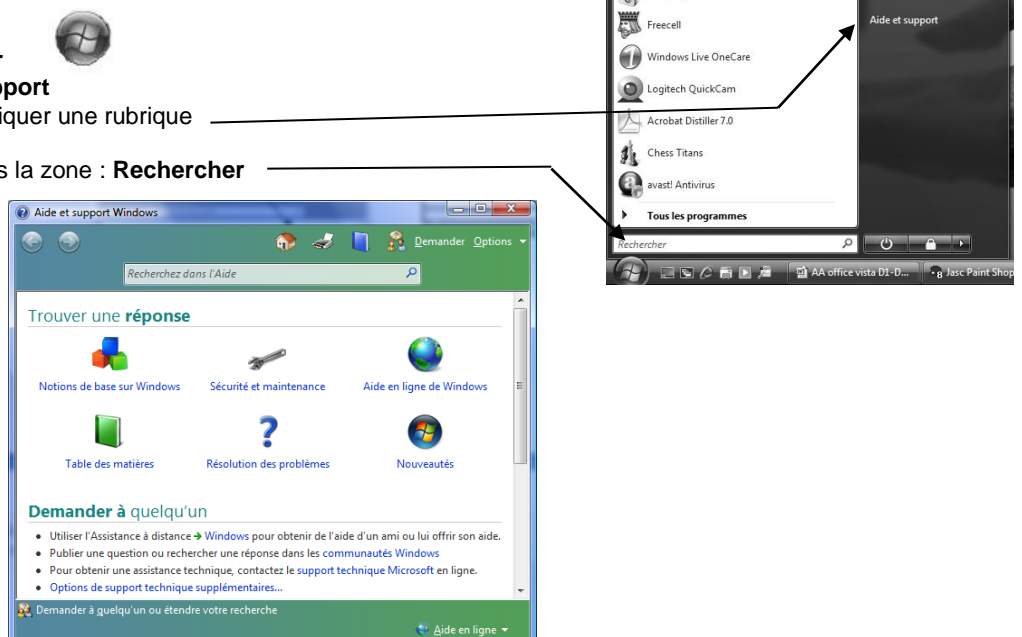 pport
iquer une rubrique
s la zone : Rechercher
Freecell
Windows Live OneCare
Logitech QuickCam
Acrobat Distiller 7.0
Chess Titans
avast! Antivirus
Tous les programmes
Rechercher
Aide et support
AA office vista D1-D...
Jasc Paint Shop
Aide et support Windows
Demander Options
Recherchez dans l'Aide
Trouver une réponse
Notions de base sur Windows
Sécurité et maintenance
Aide en ligne de Windows
Table des matières
Résolution des problèmes
Nouveautés
Demander à quelqu'un
• Utiliser l'Assistance à distance → Windows pour obtenir de l'aide d'un ami ou lui offrir son aide.
• Publier une question ou rechercher une réponse dans les communautés Windows
• Pour obtenir une assistance technique, contactez le support technique Microsoft en ligne.
• Options de support technique supplémentaires...
Demander à quelqu'un ou étendre votre recherche
Aide en ligne